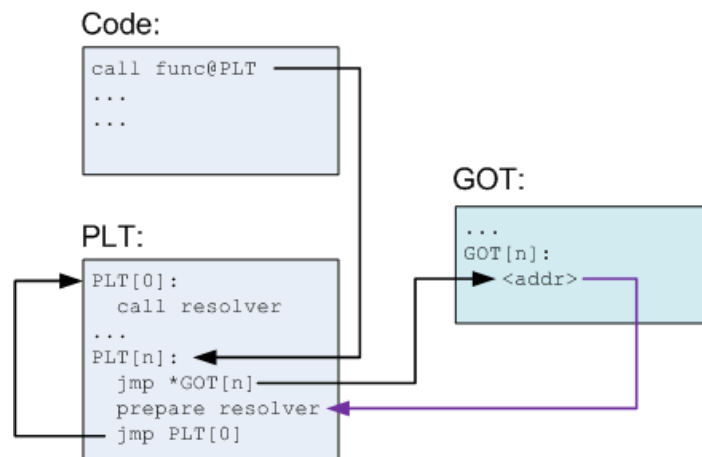 Code:
call func@PLT
...
...
PLT:
PLT[0]:
call resolver
...
PLT[n]:
jmp *GOT[n]
prepare resolver
jmp PLT[0]
GOT:
...
GOT[n]:
<addr>